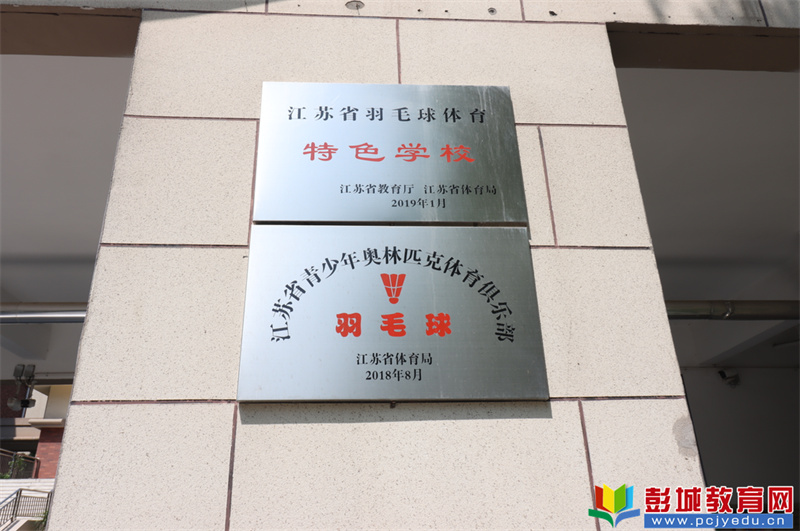 江苏省羽毛球体育
特色学校
江苏省教育厅 江苏省体育局
2019年1月
江苏省青少年奥林匹克体育俱乐部
羽毛球
江苏省体育局
2018年8月
彭城教育网
www.pcjyedu.cn